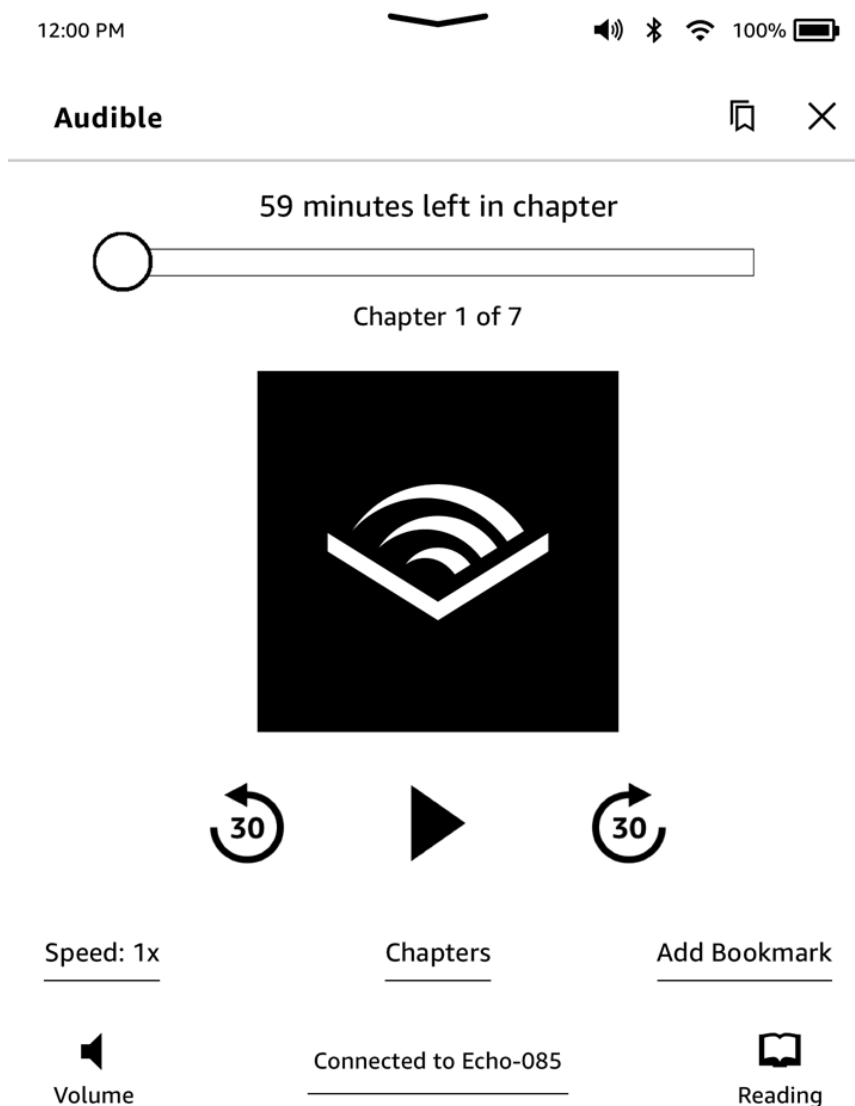 12:00 PM 100%
Audible
59 minutes left in chapter
Chapter 1 of 7
30 30
Speed: 1x Chapters Add Bookmark
Connected to Echo-085
Volume Reading